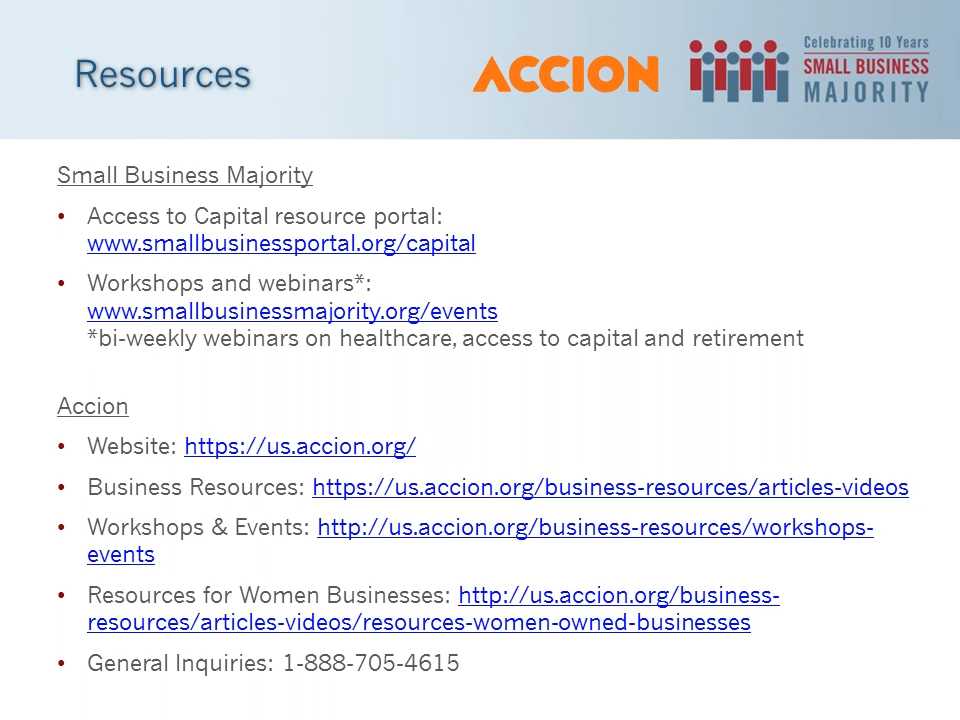 Resources
ACCION
Celebrating 10 Years
SMALL BUSINESS
MAJORITY
Small Business Majority
• Access to Capital resource portal:
www.smallbusinessportal.org/capital
• Workshops and webinars*:
www.smallbusinessmajority.org/events
*bi-weekly webinars on healthcare, access to capital and retirement
Accion
• Website: https://us.accion.org/
• Business Resources: https://us.accion.org/business-resources/articles-videos
• Workshops & Events: http://us.accion.org/business-resources/workshops-
events
• Resources for Women Businesses: http://us.accion.org/business-
resources/articles-videos/resources-women-owned-businesses
• General Inquiries: 1-888-705-4615